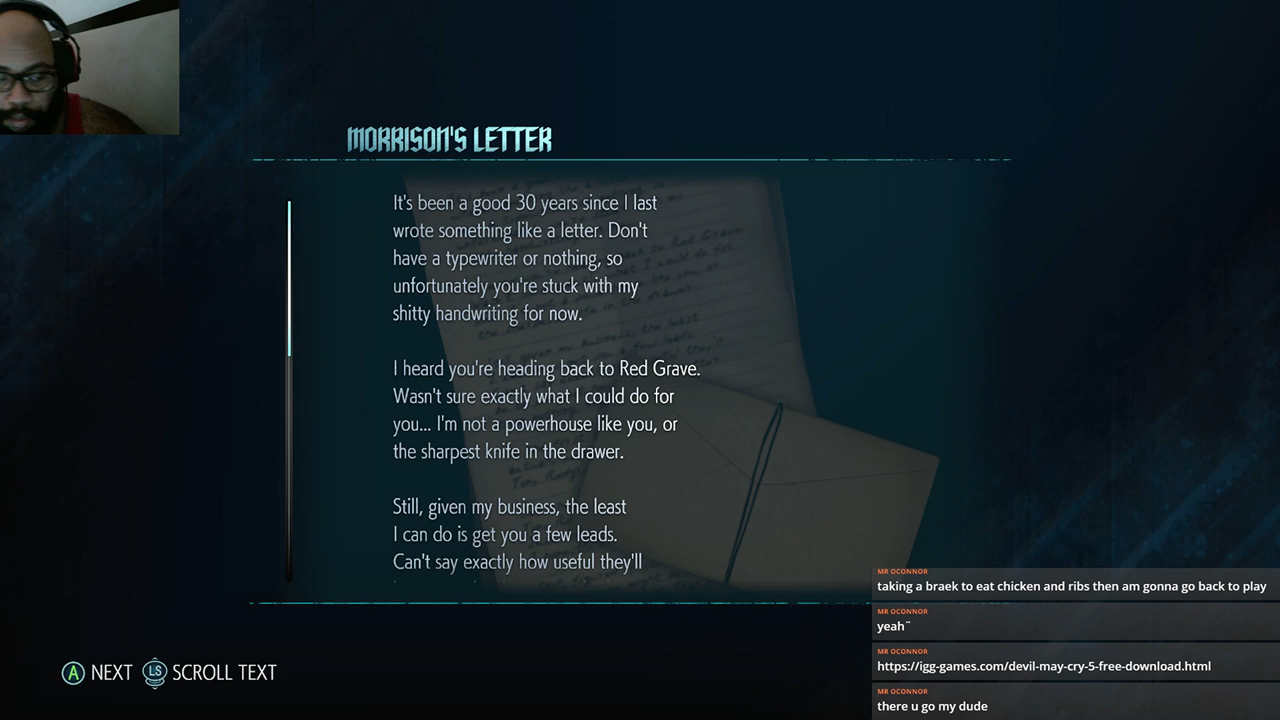 MORRISON'S LETTER
It's been a good 30 years since I last
wrote something like a letter. Don't
have a typewriter or nothing, so
unfortunately you're stuck with my
shitty handwriting for now.
I heard you're heading back to Red Grave.
Wasn't sure exactly what I could do for
you... I'm not a powerhouse like you, or
the sharpest knife in the drawer.
Still, given my business, the least
I can do is get you a few leads.
Can't say exactly how useful they'll
MR OCONNOR
taking a braek to eat chicken and ribs then am gonna go back to play
MR OCONNOR
yeah¨
MR OCONNOR
https://igg-games.com/devil-may-cry-5-free-download.html
MR OCONNOR
there u go my dude
A NEXT LS SCROLL TEXT